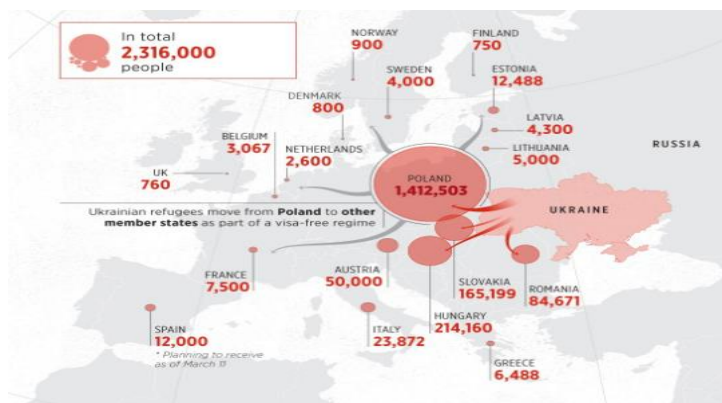 In total
2,316,000
people
NORWAY
900
FINLAND
750
SWEDEN
4,000
ESTONIA
12,488
DENMARK
800
LATVIA
4,300
BELGIUM
3,067
NETHERLANDS
2,600
LITHUANIA
5,000
RUSSIA
UK
760
POLAND
1,412,503
Ukrainian refugees move from Poland to other
member states as part of a visa-free regime
UKRAINE
FRANCE
7,500
AUSTRIA
50,000
SLOVAKIA
165,199
ROMANIA
84,671
HUNGARY
214,160
SPAIN
12,000
* Planning to receive
as of March 11
ITALY
23,872
GREECE
6,488